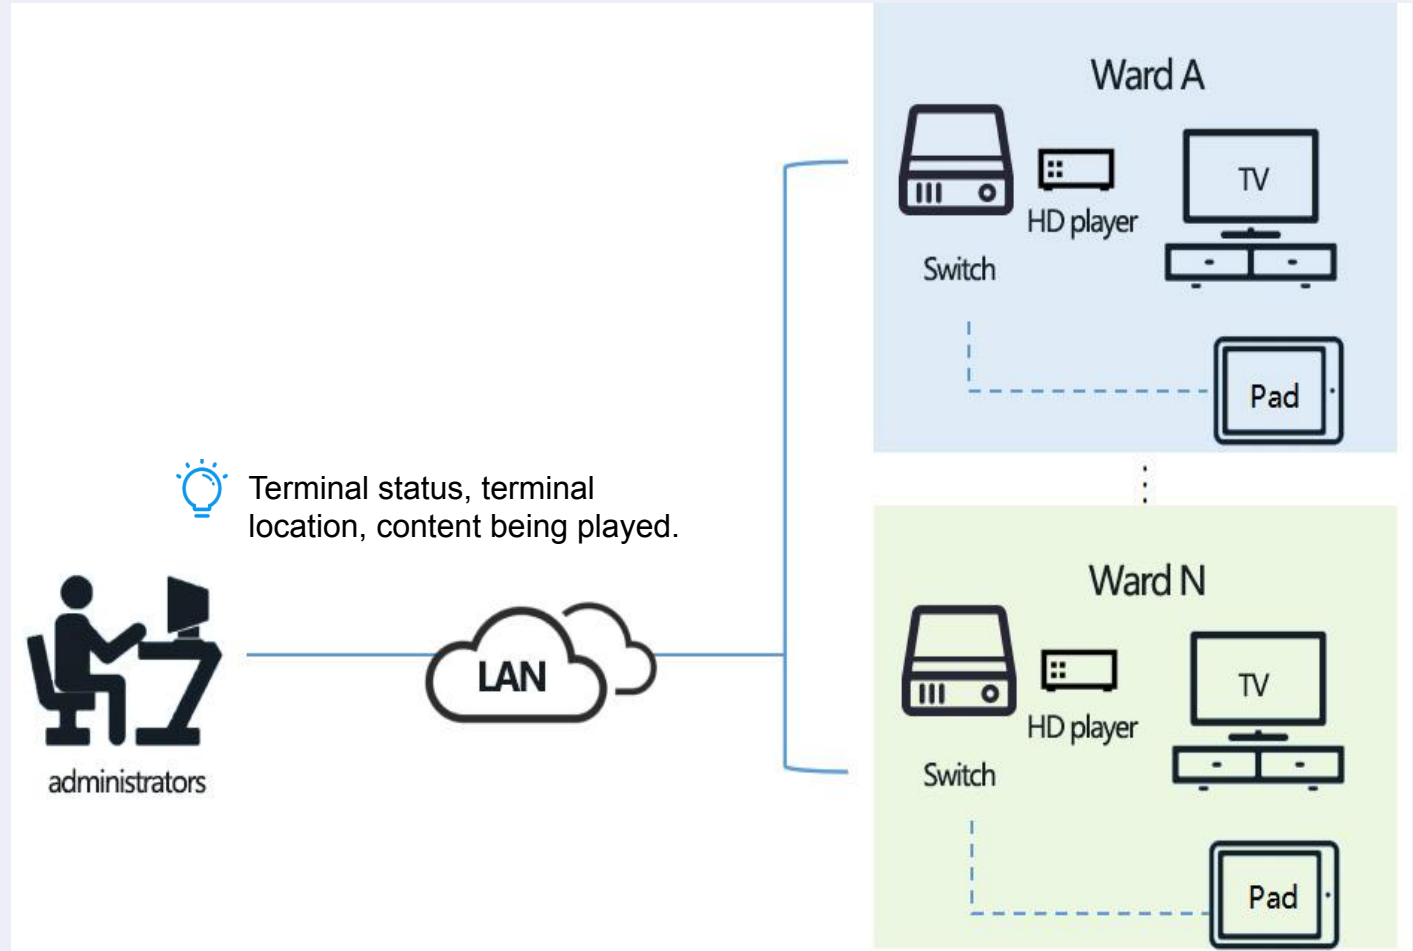 Ward A
TV
HD player
Switch
Pad
Terminal status, terminal
location, content being played.
Ward N
LAN
TV
HD player
administrators
Switch
Pad